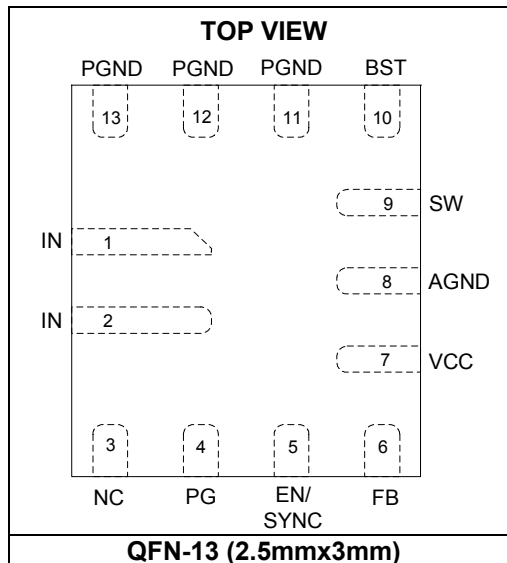 TOP VIEW
PGND PGND PGND BST
13 12 11 10
9 SW
IN 1
8 AGND
IN 2
7 VCC
3 4 5 6
NC PG EN/ FB
SYNC
QFN-13 (2.5mmx3mm)